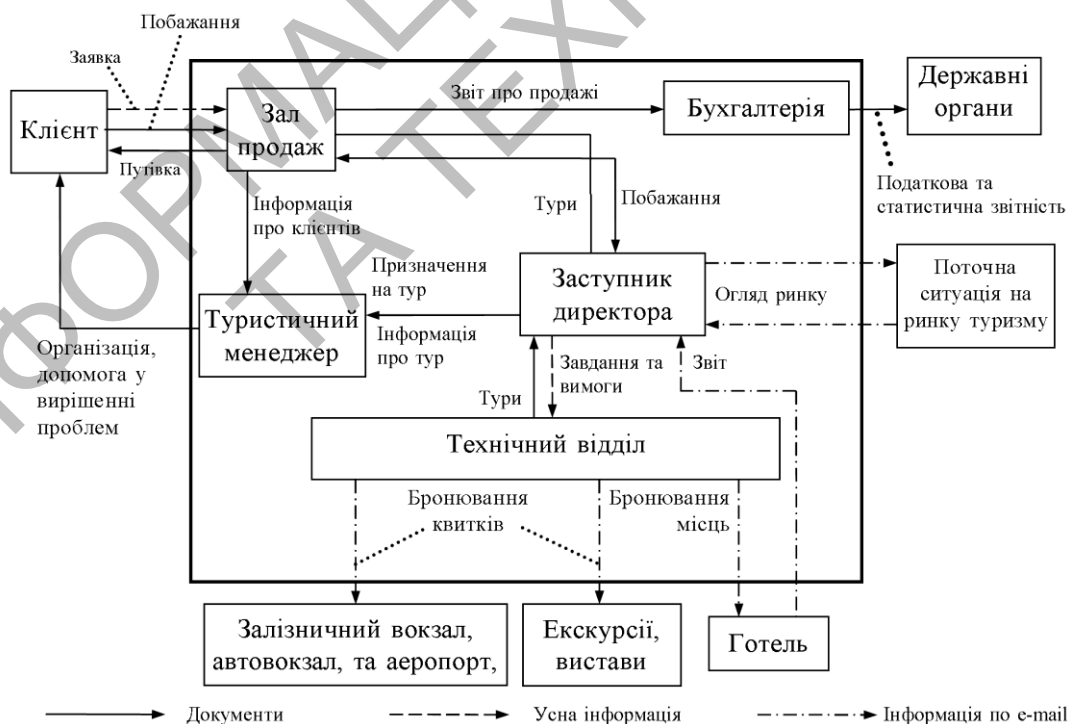 Побажання
Заявка
Клієнт
Зал
продаж
Звіт про продажі
Бухгалтерія
Державні
органи
Путівка
Інформація
про клієнтів
Тури
Побажання
Податкова та
статистична звітність
Призначення
на тур
Заступник
директора
Огляд ринку
Поточна
ситуація на
ринку туризму
Туристичний
менеджер
Інформація
про тур
Організація,
допомога у
вирішенні
проблем
Тури
Завдання та
вимоги
Звіт
Технічний відділ
Бронювання
квитків
Бронювання
місць
Залізничний вокзал,
автовокзал, та аеропорт,
Екскурсії,
вистави
Готель
Документи
Усна інформація
Інформація по e-mail
ТА ТЕХ